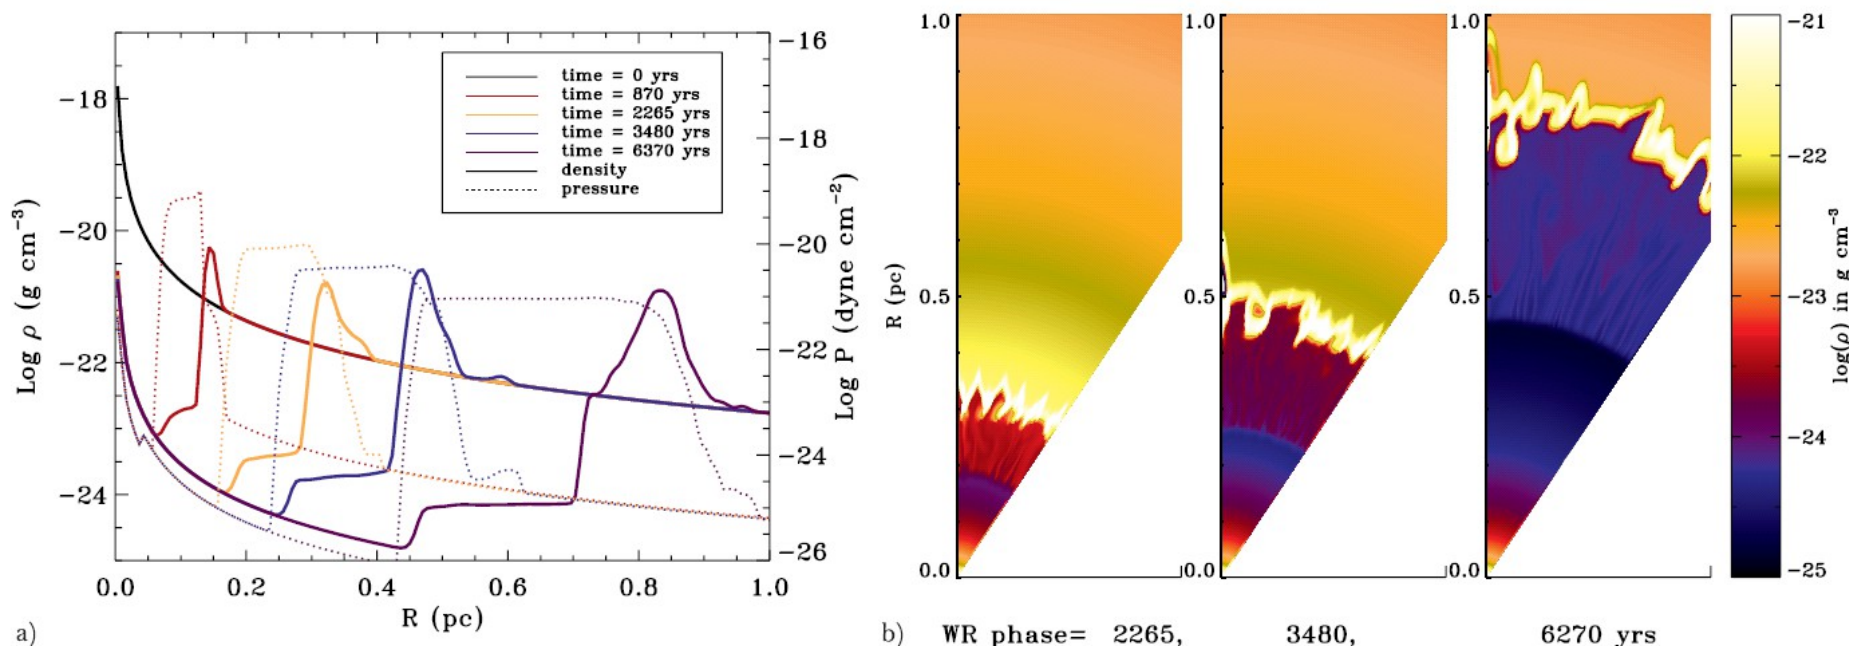 -16
-18
-20
-22
-24
-18
-20
-22
-24
-26
Log ρ (g cm⁻³)
Log P (dyne cm⁻²)
time = 0 yrs
time = 870 yrs
time = 2265 yrs
time = 3480 yrs
time = 6370 yrs
density
pressure
0.0 0.2 0.4 0.6 0.8 1.0
R (pc)
a)
1.0
0.5
0.0
R (pc)
1.0
0.5
0.0
1.0
0.5
0.0
-21
-22
-23
-24
-25
log(ρ) in g cm⁻³
b) WR phase= 2265, 3480, 6270 yrs